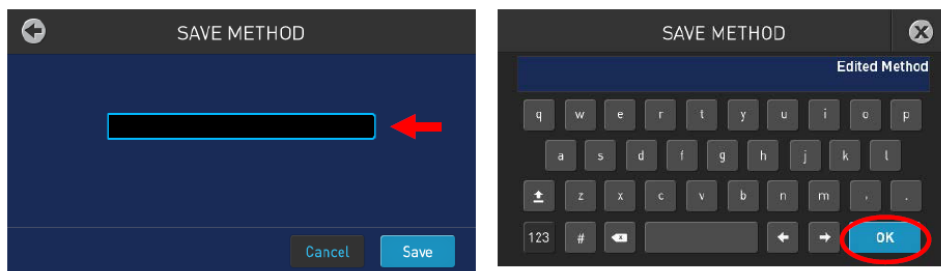 SAVE METHOD
Cancel Save
SAVE METHOD
Edited Method
q w e r t y u i o p
a s d f g h j k l
z x c v b n m , .
123 #
OK